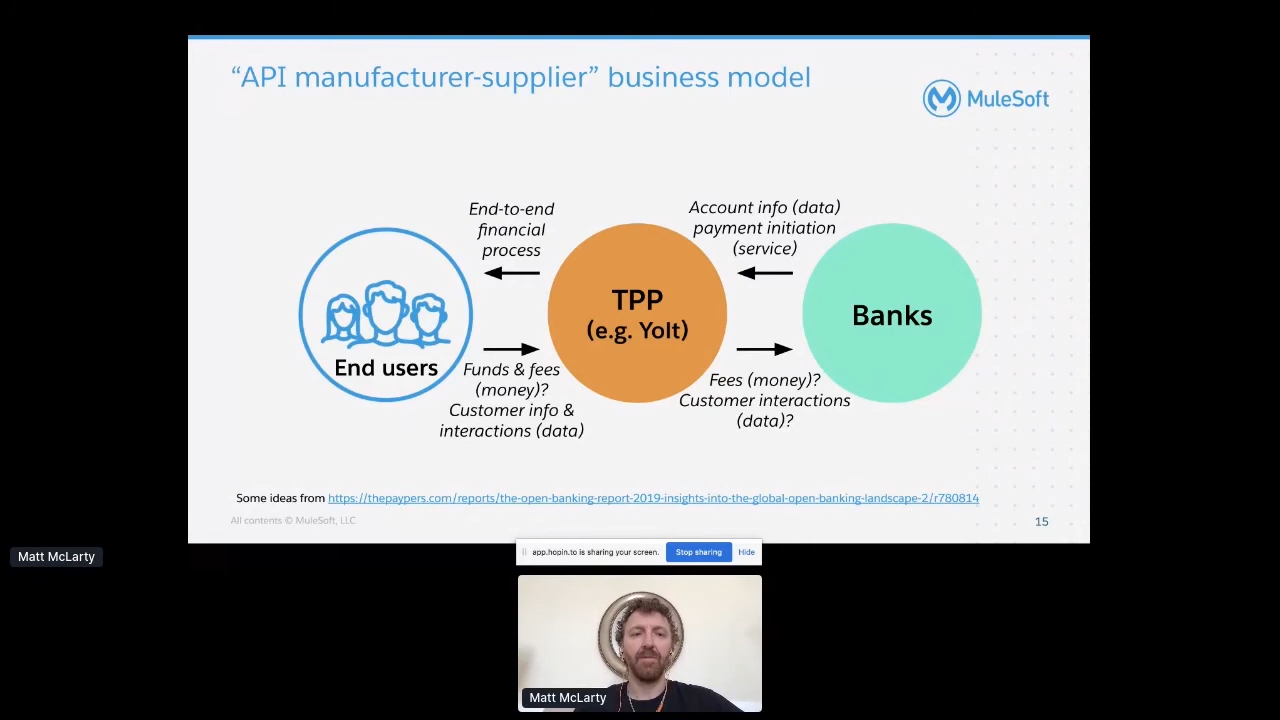 “API manufacturer-supplier” business model
MuleSoft
End-to-end
financial
process
Account info (data)
payment initiation
(service)
TPP
(e.g. Yolt)
Banks
End users
Funds & fees
(money)?
Customer info &
interactions (data)
Fees (money)?
Customer interactions
(data)?
Some ideas from https://thepaypers.com/reports/the-open-banking-report-2019-insights-into-the-global-open-banking-landscape-2/r780814
All contents © MuleSoft, LLC
15
Matt McLarty
app.hopin.to is sharing your screen.
Stop sharing
Hide
Matt McLarty